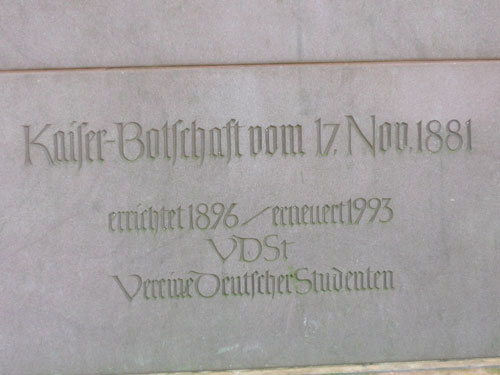 Kaiſer-Botſchaft vom 17. Nov. 1881
errichtet 1896 / erneuert 1993
VDSt
Vereine Deutſcher Studenten